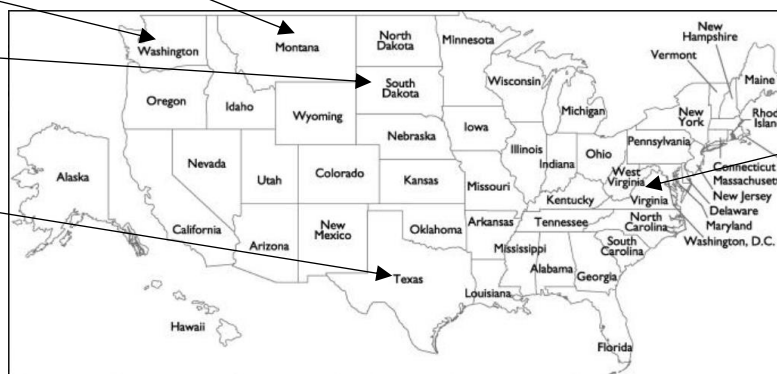 New
Hampshire
Vermont
Washington
Montana
North
Dakota
Minnesota
Maine
Oregon
Idaho
South
Dakota
Wisconsin
Michigan
New
York
Wyoming
Nebraska
Iowa
Illinois
Indiana
Ohio
Pennsylvania
Rhod
Islan
Connecticut
Massachuset
New Jersey
Delaware
Maryland
Washington, D.C.
Alaska
Nevada
Utah
Colorado
Kansas
Missouri
West
Virginia
Virginia
Kentucky
California
Arizona
New
Mexico
Oklahoma
Arkansas
Tennessee
North
Carolina
South
Carolina
Texas
Mississippi
Alabama
Georgia
Louisiana
Hawaii
Florida